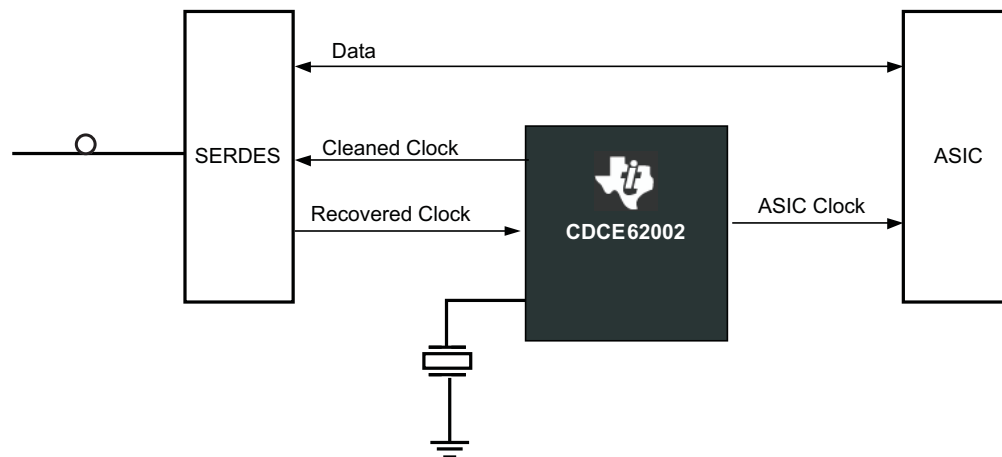 Data
Cleaned Clock
SERDES
ASIC
Recovered Clock
ASIC Clock
CDCE62002